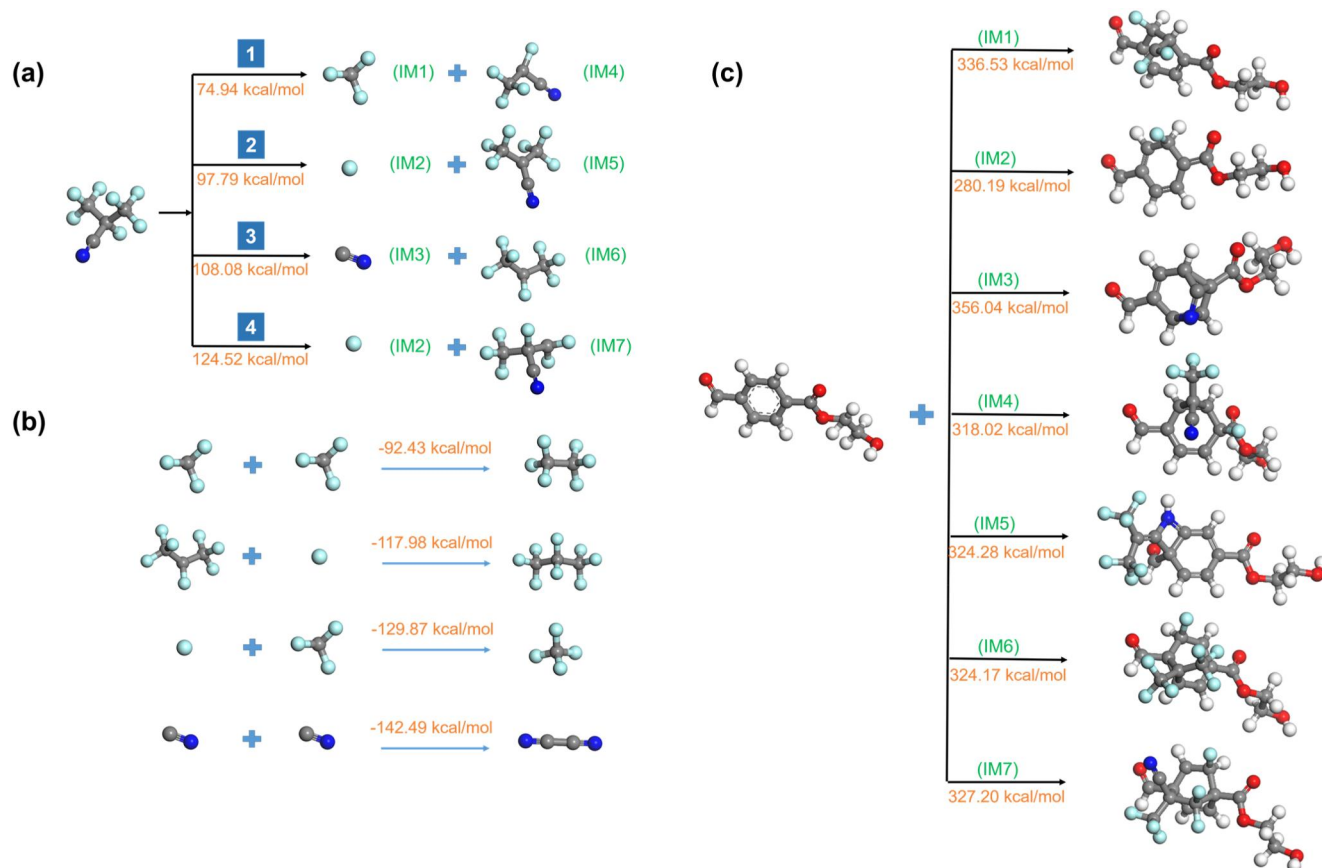 (a)
1
74.94 kcal/mol
(IM1)
(IM4)
2
97.79 kcal/mol
(IM2)
(IM5)
3
108.08 kcal/mol
(IM3)
(IM6)
4
124.52 kcal/mol
(IM2)
(IM7)
(b)
-92.43 kcal/mol
-117.98 kcal/mol
-129.87 kcal/mol
-142.49 kcal/mol
(c)
(IM1)
336.53 kcal/mol
(IM2)
280.19 kcal/mol
(IM3)
356.04 kcal/mol
(IM4)
318.02 kcal/mol
(IM5)
324.28 kcal/mol
(IM6)
324.17 kcal/mol
(IM7)
327.20 kcal/mol